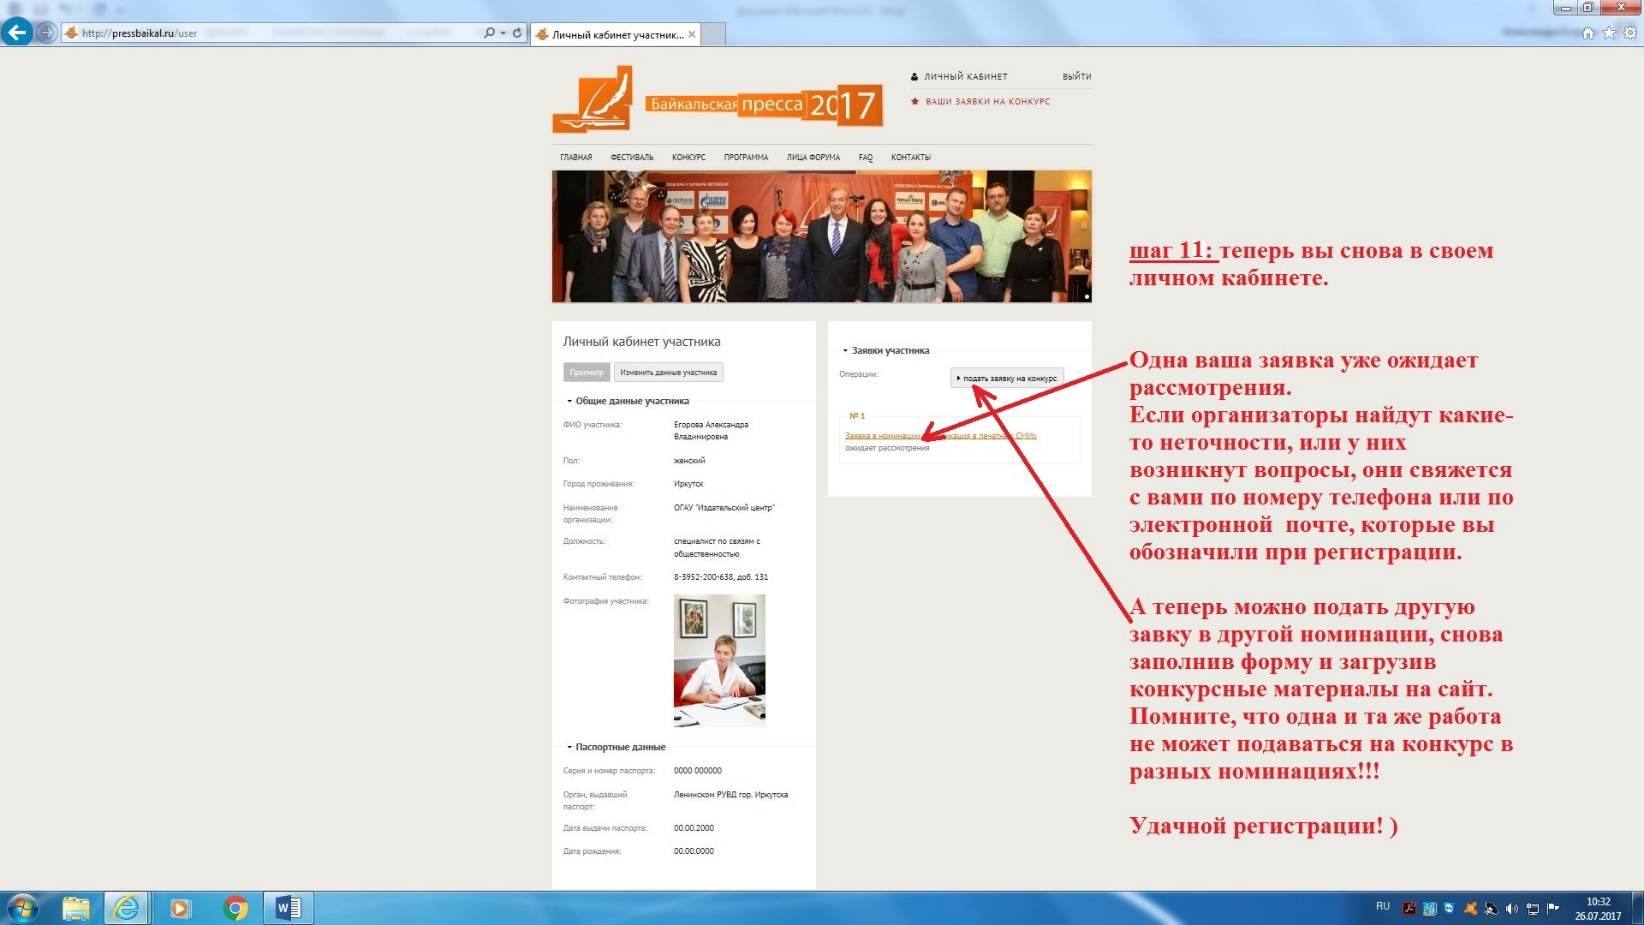 http://pressbaikal.ru/user
Личный кабинет участник...
Байкальская пресса 2017
ЛИЧНЫЙ КАБИНЕТ
ВЫЙТИ
ВАШИ ЗАЯВКИ НА КОНКУРС
ГЛАВНАЯ ФЕСТИВАЛЬ КОНКУРС ПРОГРАММА ЛИЦА ФОРУМА FAQ КОНТАКТЫ
Личный кабинет участника
Просмотр Изменить данные участника
Общие данные участника
ФИО участника: Егорова Александра
Владимировна
Пол: женский
Город проживания: Иркутск
Наименование ОГАУ "Издательский центр"
организации:
Должность: специалист по связям с
общественностью
Контактный телефон: 8-3952-200-638, доб. 131
Фотография участника:
Паспортные данные
Серия и номер паспорта: 0000 000000
Орган, выдавший Ленинском РУВД гор. Иркутска
паспорт:
Дата выдачи паспорта: 00.00.2000
Дата рождения: 00.00.0000
Заявки участника
Операции: подать заявку на конкурс
№ 1
Заявка в номинации в печатных СМИ»
ожидает рассмотрения
шаг 11: теперь вы снова в своем
личном кабинете.
Одна ваша заявка уже ожидает
рассмотрения.
Если организаторы найдут какие-
то неточности, или у них
возникнут вопросы, они свяжется
с вами по номеру телефона или по
электронной почте, которые вы
обозначили при регистрации.
А теперь можно подать другую
завку в другой номинации, снова
заполнив форму и загрузив
конкурсные материалы на сайт.
Помните, что одна и та же работа
не может подаваться на конкурс в
разных номинациях!!!
Удачной регистрации! )
RU
10:32
26.07.2017